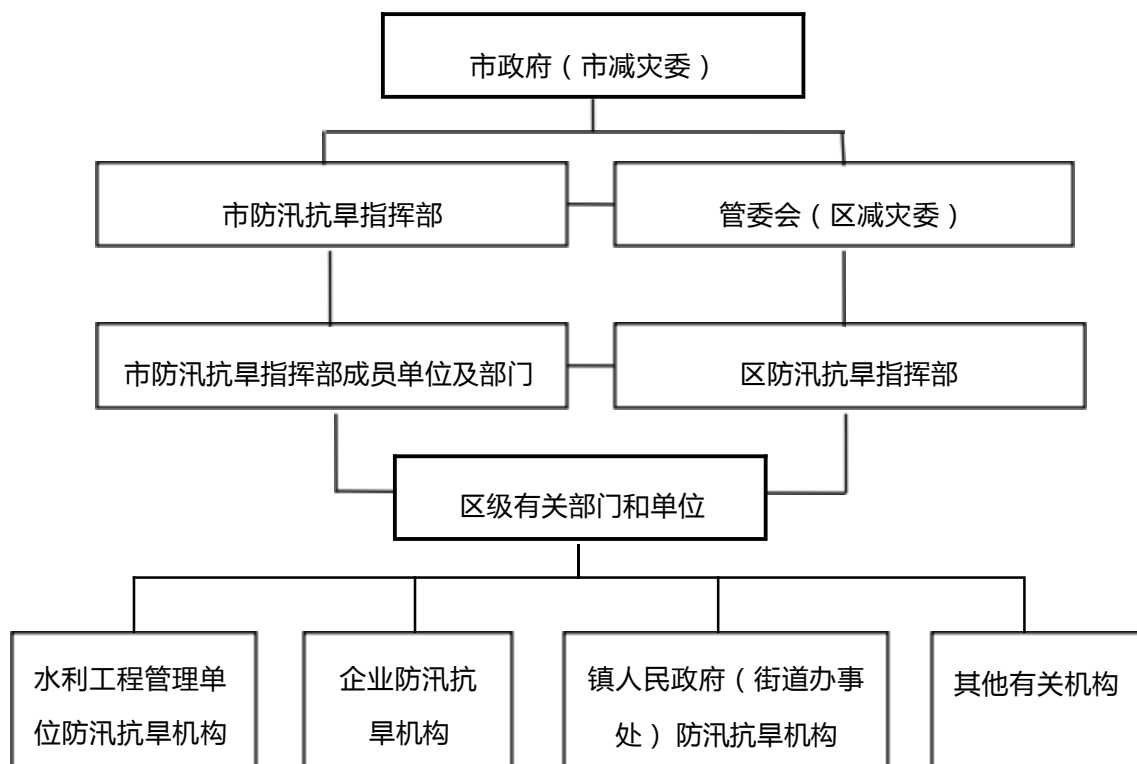 市政府（市减灾委）
市防汛抗旱指挥部
管委会（区减灾委）
市防汛抗旱指挥部成员单位及部门
区防汛抗旱指挥部
区级有关部门和单位
水利工程管理单
位防汛抗旱机构
企业防汛抗
旱机构
镇人民政府（街道办事
处）防汛抗旱机构
其他有关机构